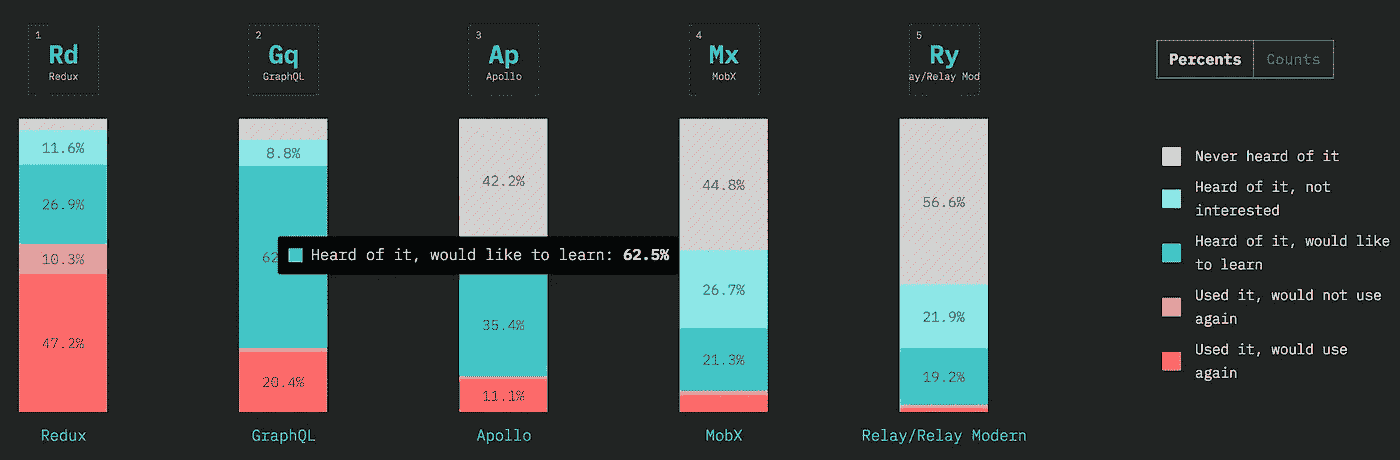 1
Rd
Redux
2
Gq
GraphQL
3
Ap
Apollo
4
Mx
MobX
5
Ry
ay/Relay Mod
Percents
Counts
11.6%
26.9%
10.3%
47.2%
8.8%
62
20.4%
42.2%
35.4%
11.1%
44.8%
26.7%
21.3%
56.6%
21.9%
19.2%
Heard of it, would like to learn: 62.5%
Never heard of it
Heard of it, not
interested
Heard of it, would like
to learn
Used it, would not use
again
Used it, would use
again
Redux
GraphQL
Apollo
MobX
Relay/Relay Modern